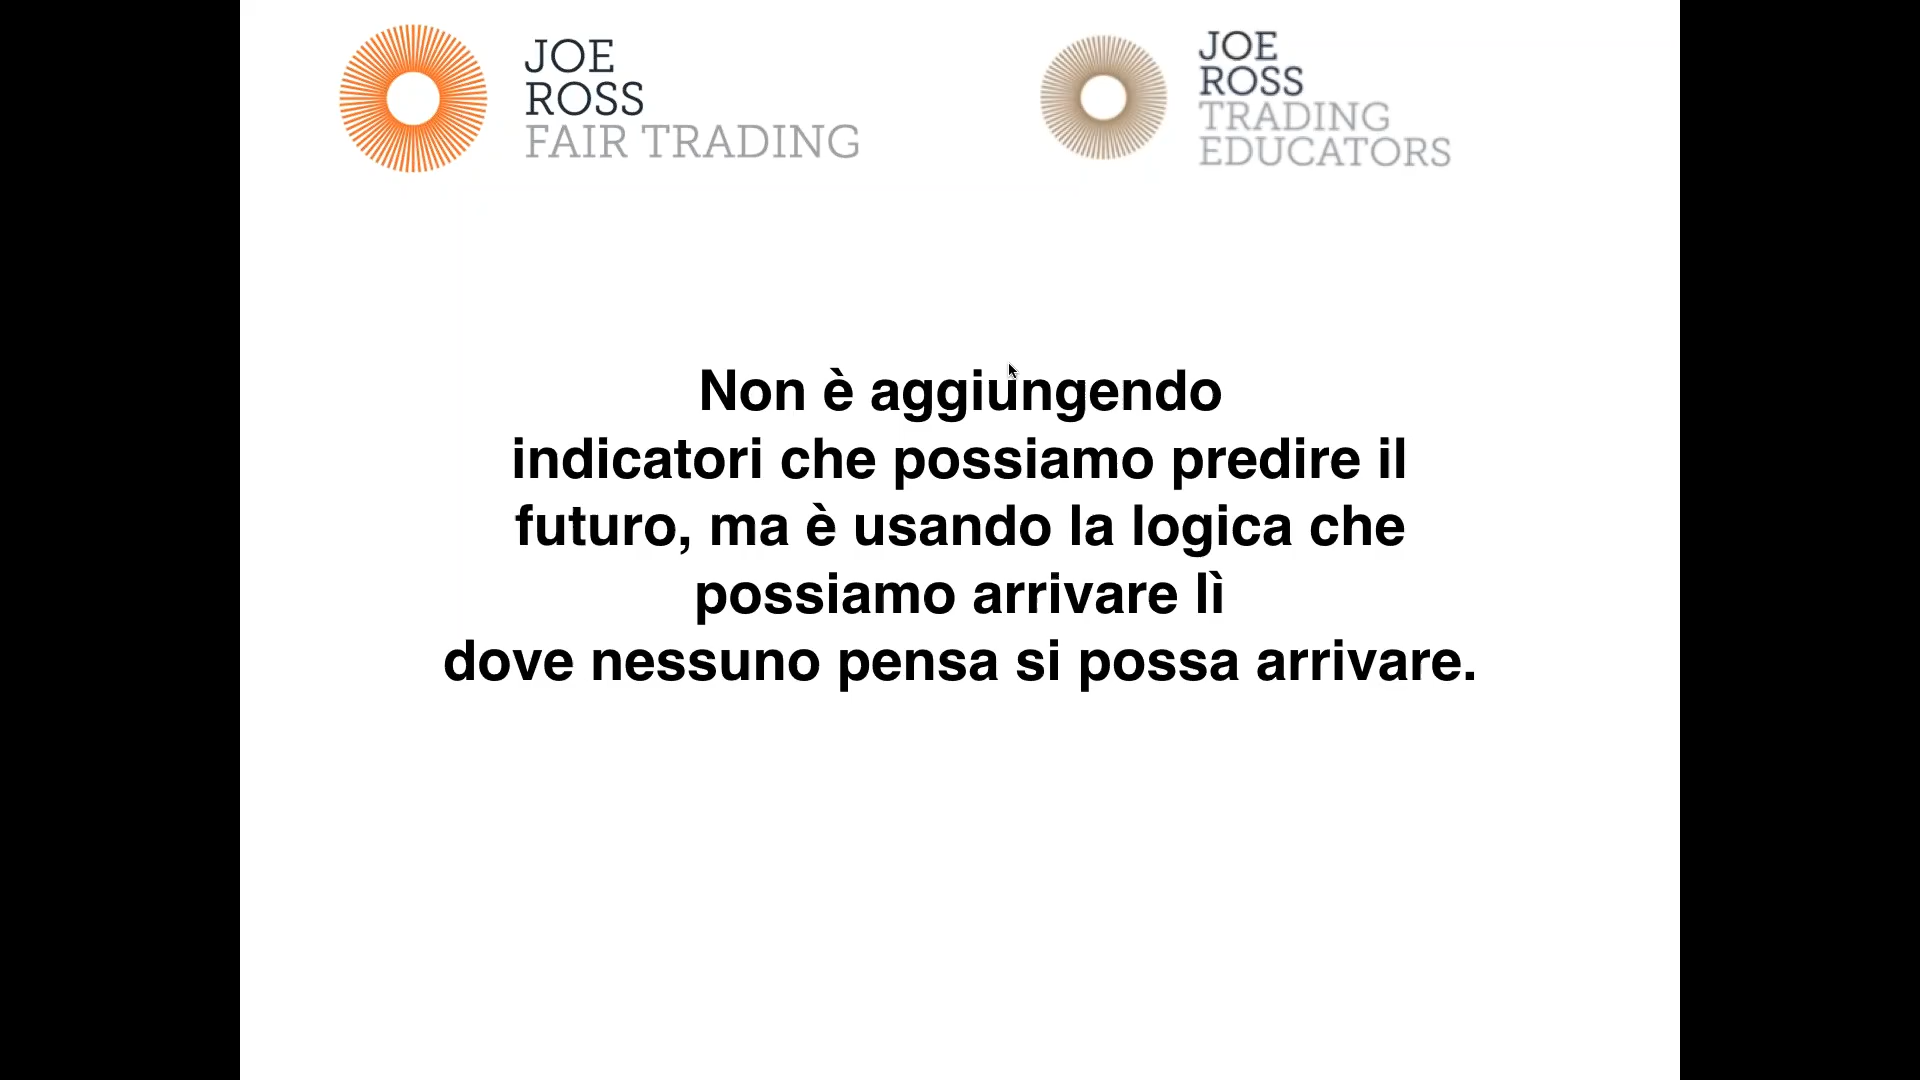 JOE
ROSS
FAIR TRADING
JOE
ROSS
TRADING
EDUCATORS
Non è aggiungendo
indicatori che possiamo predire il
futuro, ma è usando la logica che
possiamo arrivare lì
dove nessuno pensa si possa arrivare.